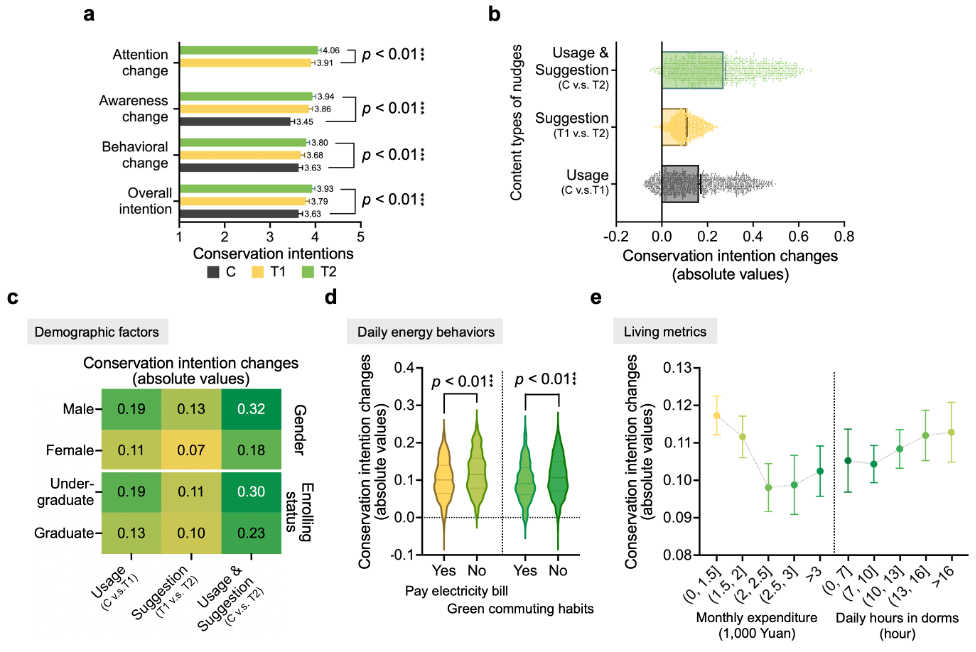 a
Attention
change
4.06
3.91
p < 0.01***
Awareness
change
3.94
3.86
3.45
p < 0.01***
Behavioral
change
3.80
3.68
3.63
p < 0.01***
Overall
intention
3.93
3.79
3.63
p < 0.01***
1 2 3 4 5
Conservation intentions
C T1 T2
b
Content types of nudges
Usage &
Suggestion
(C v.s. T2)
Suggestion
(T1 v.s. T2)
Usage
(C v.s.T1)
-0.2 0.0 0.2 0.4 0.6 0.8
Conservation intention changes
(absolute values)
c
Demographic factors
Conservation intention changes
(absolute values)
Male 0.19 0.13 0.32
Female 0.11 0.07 0.18
Gender
Under-
graduate 0.19 0.11 0.30
Graduate 0.13 0.10 0.23
Enrolling
status
Usage
(C v.s.T1)
Suggestion
(T1 v.s. T2)
Usage &
Suggestion
(C v.s. T2)
d
Daily energy behaviors
Conservation intention changes
(absolute values)
0.4
0.3
0.2
0.1
0.0
-0.1
p < 0.01*** p < 0.01***
Yes No Yes No
Pay electricity bill
Green commuting habits
e
Living metrics
Conservation intention changes
(absolute values)
0.13
0.12
0.11
0.10
0.09
0.08
(0, 1.5] (1.5, 2] (2, 2.5] (2.5, 3] >3 (0, 7] (7, 10] (10, 13] (13, 16] >16
Monthly expenditure
(1,000 Yuan)
Daily hours in dorms
(hour)